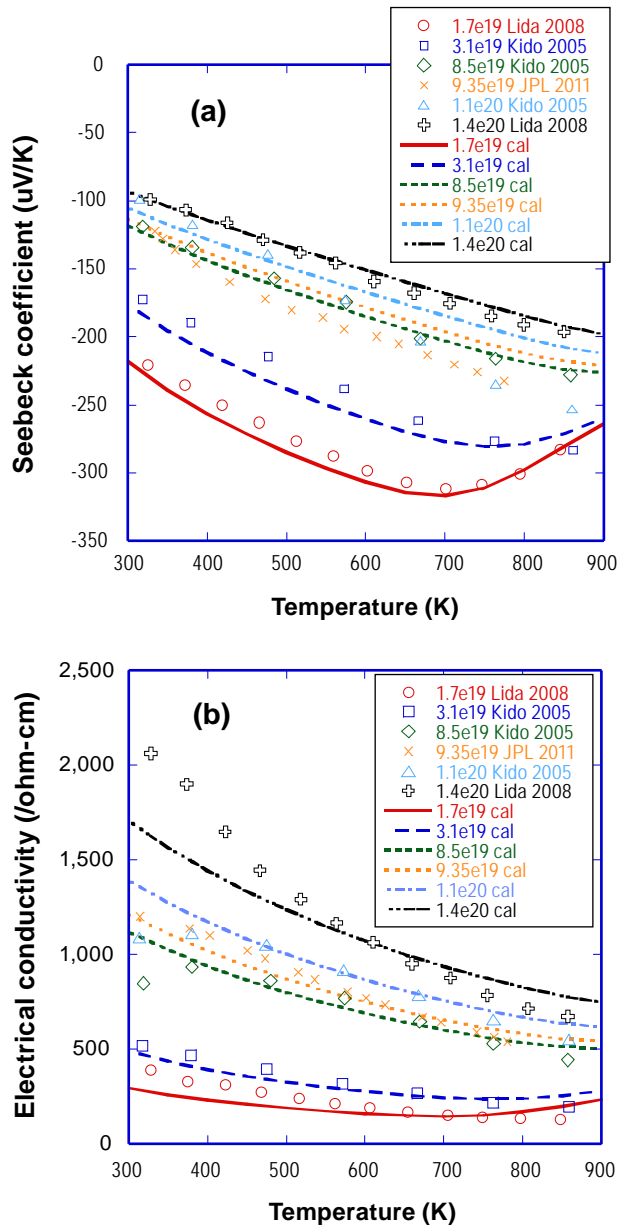 1.7e19 Lida 2008
3.1e19 Kido 2005
8.5e19 Kido 2005
9.35e19 JPL 2011
1.1e20 Kido 2005
1.4e20 Lida 2008
1.7e19 cal
3.1e19 cal
8.5e19 cal
9.35e19 cal
1.1e20 cal
1.4e20 cal
(a)
Seebeck coefficient (uV/K)
0
-50
-100
-150
-200
-250
-300
-350
300 400 500 600 700 800 900
Temperature (K)
(b)
1.7e19 Lida 2008
3.1e19 Kido 2005
8.5e19 Kido 2005
9.35e19 JPL 2011
1.1e20 Kido 2005
1.4e20 Lida 2008
1.7e19 cal
3.1e19 cal
8.5e19 cal
9.35e19 cal
1.1e20 cal
1.4e20 cal
Electrical conductivity (/ohm-cm)
2,500
2,000
1,500
1,000
500
0
300 400 500 600 700 800 900
Temperature (K)